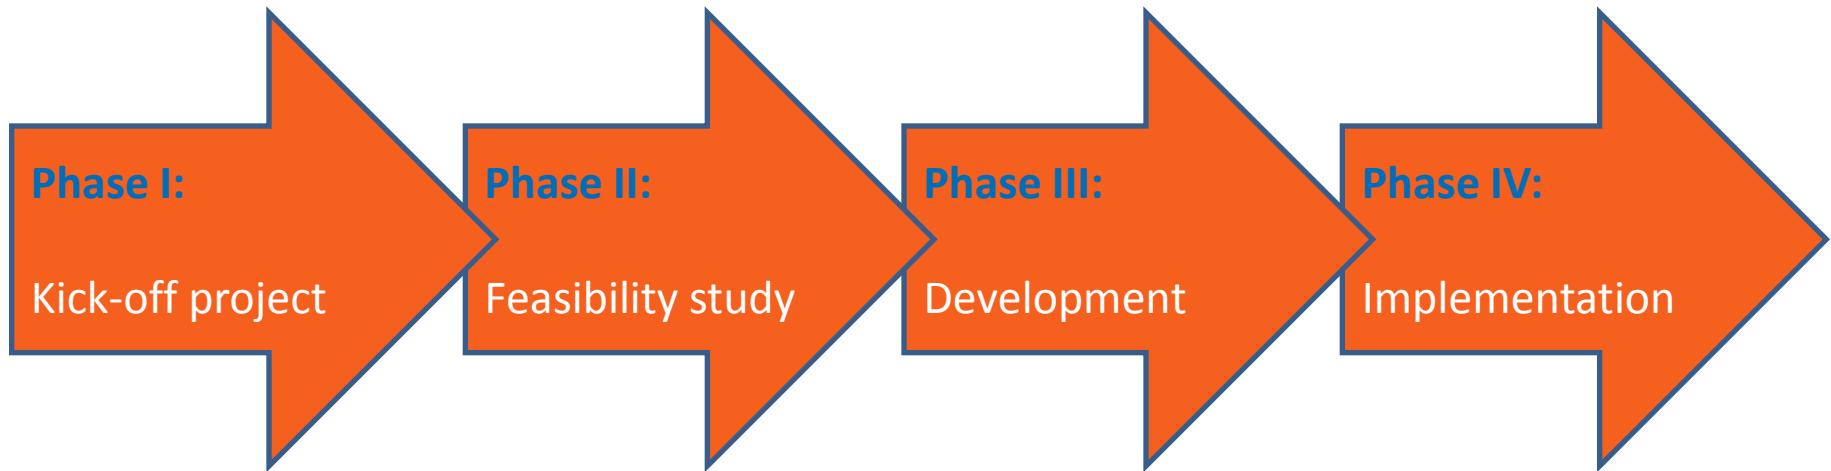 Phase I:
Kick-off project
Phase II:
Feasibility study
Phase III:
Development
Phase IV:
Implementation